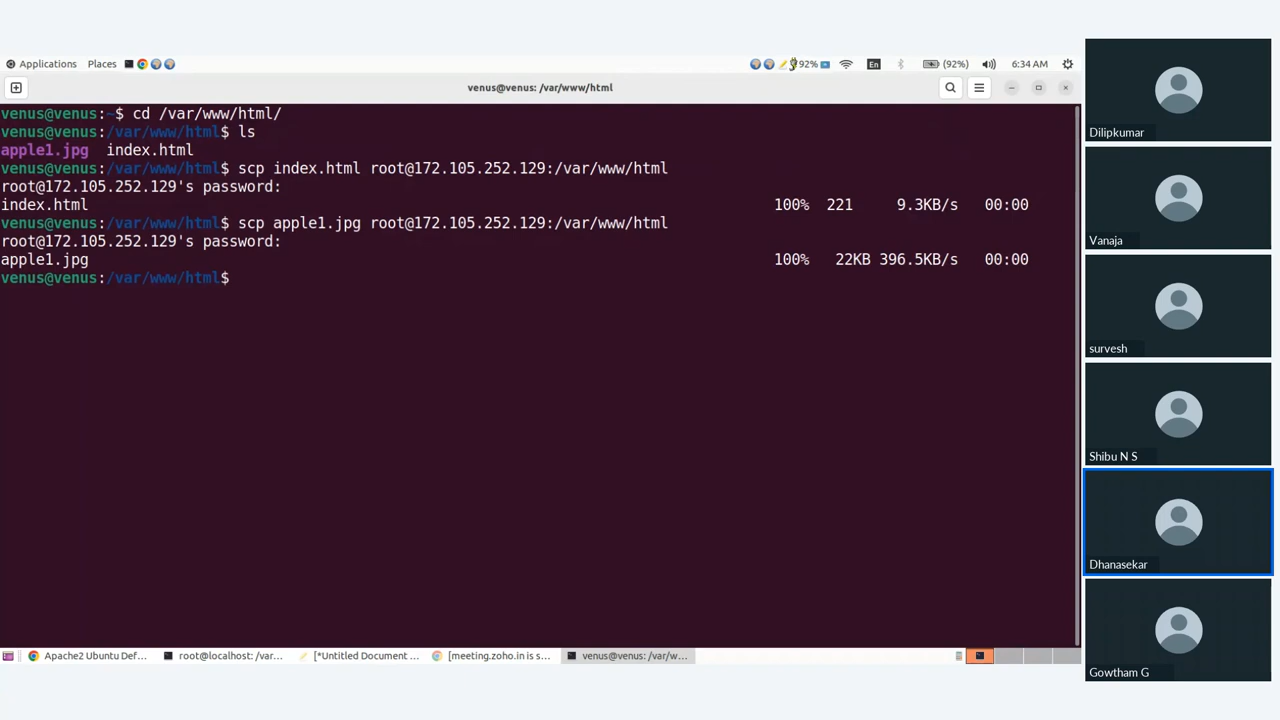 Applications Places 92% En (92%) 6:34 AM
venus@venus: /var/www/html
venus@venus:~$ cd /var/www/html/
venus@venus:/var/www/html$ ls
apple1.jpg index.html
venus@venus:/var/www/html$ scp index.html root@172.105.252.129:/var/www/html
root@172.105.252.129's password:
index.html 100% 221 9.3KB/s 00:00
venus@venus:/var/www/html$ scp apple1.jpg root@172.105.252.129:/var/www/html
root@172.105.252.129's password:
apple1.jpg 100% 22KB 396.5KB/s 00:00
venus@venus:/var/www/html$
Apache2 Ubuntu Def... root@localhost: /var... [*Untitled Document ... [meeting.zoho.in is s... venus@venus: /var/w...
Dilipkumar
Vanaja
survesh
Shibu N S
Dhanasekar
Gowtham G